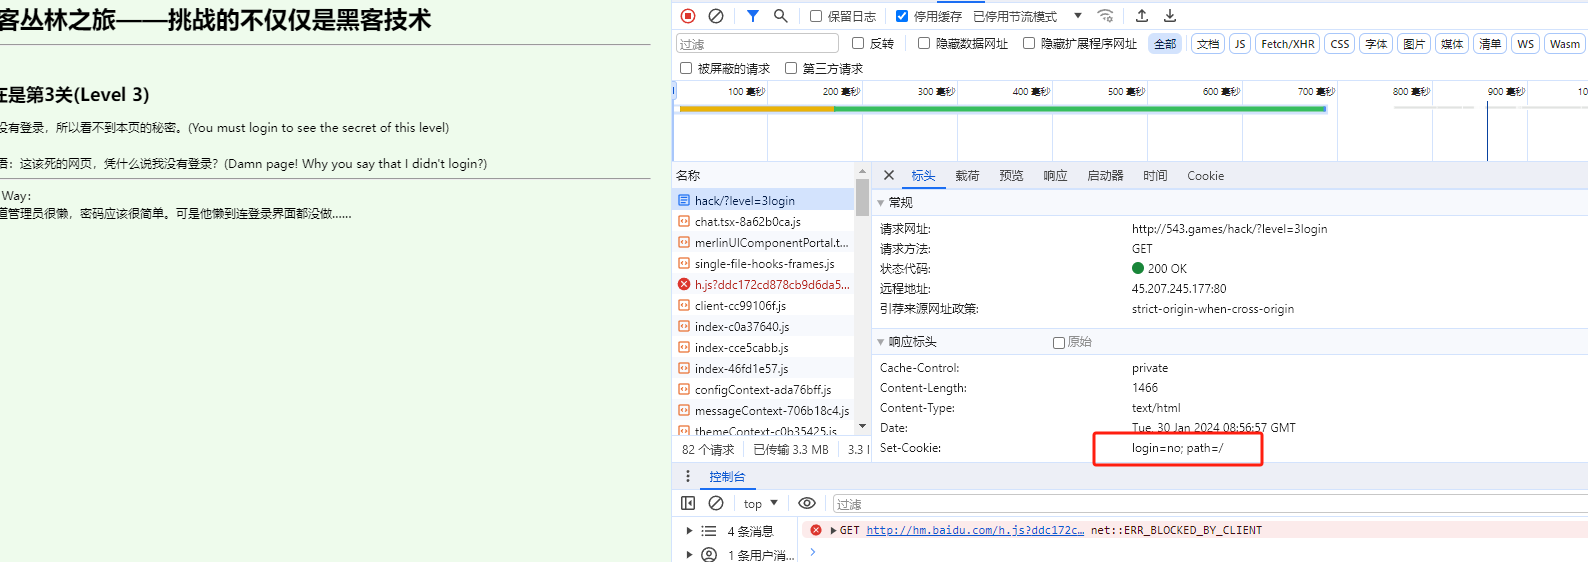 客丛林之旅——挑战的不仅仅是黑客技术
在是第3关(Level 3)
没有登录，所以看不到本页的秘密。(You must login to see the secret of this level)
语：这该死的网页，凭什么说我没有登录？(Damn page! Why you say that I didn't login?)
Way：
道管理员很懒，密码应该很简单。可是他懒到连登录界面都没做……
保留日志 停用缓存 已停用节流模式
过滤 反转 隐藏数据网址 隐藏扩展程序网址 全部 文档 JS Fetch/XHR CSS 字体 图片 媒体 清单 WS Wasm
被屏蔽的请求 第三方请求
100 毫秒 200 毫秒 300 毫秒 400 毫秒 500 毫秒 600 毫秒 700 毫秒 800 毫秒 900 毫秒
名称
hack/?level=3login
chat.tsx-8a62b0ca.js
merlinUIComponentPortal.t...
single-file-hooks-frames.js
h.js?ddc172cd878cb9d6da5...
client-cc99106f.js
index-c0a37640.js
index-cce5cabb.js
index-46fd1e57.js
configContext-ada76bff.js
messageContext-706b18c4.js
themeContext-c0b35425.js
82 个请求 已传输 3.3 MB 3.3
标头 载荷 预览 响应 启动器 时间 Cookie
常规
请求网址: http://543.games/hack/?level=3login
请求方法: GET
状态代码: 200 OK
远程地址: 45.207.245.177:80
引荐来源网址政策: strict-origin-when-cross-origin
响应标头 原始
Cache-Control: private
Content-Length: 1466
Content-Type: text/html
Date: Tue, 30 Jan 2024 08:56:57 GMT
Set-Cookie: login=no; path=/
控制台
top 过滤
4 条消息
1 条用户消...
GET http://hm.baidu.com/h.js?ddc172c… net::ERR_BLOCKED_BY_CLIENT